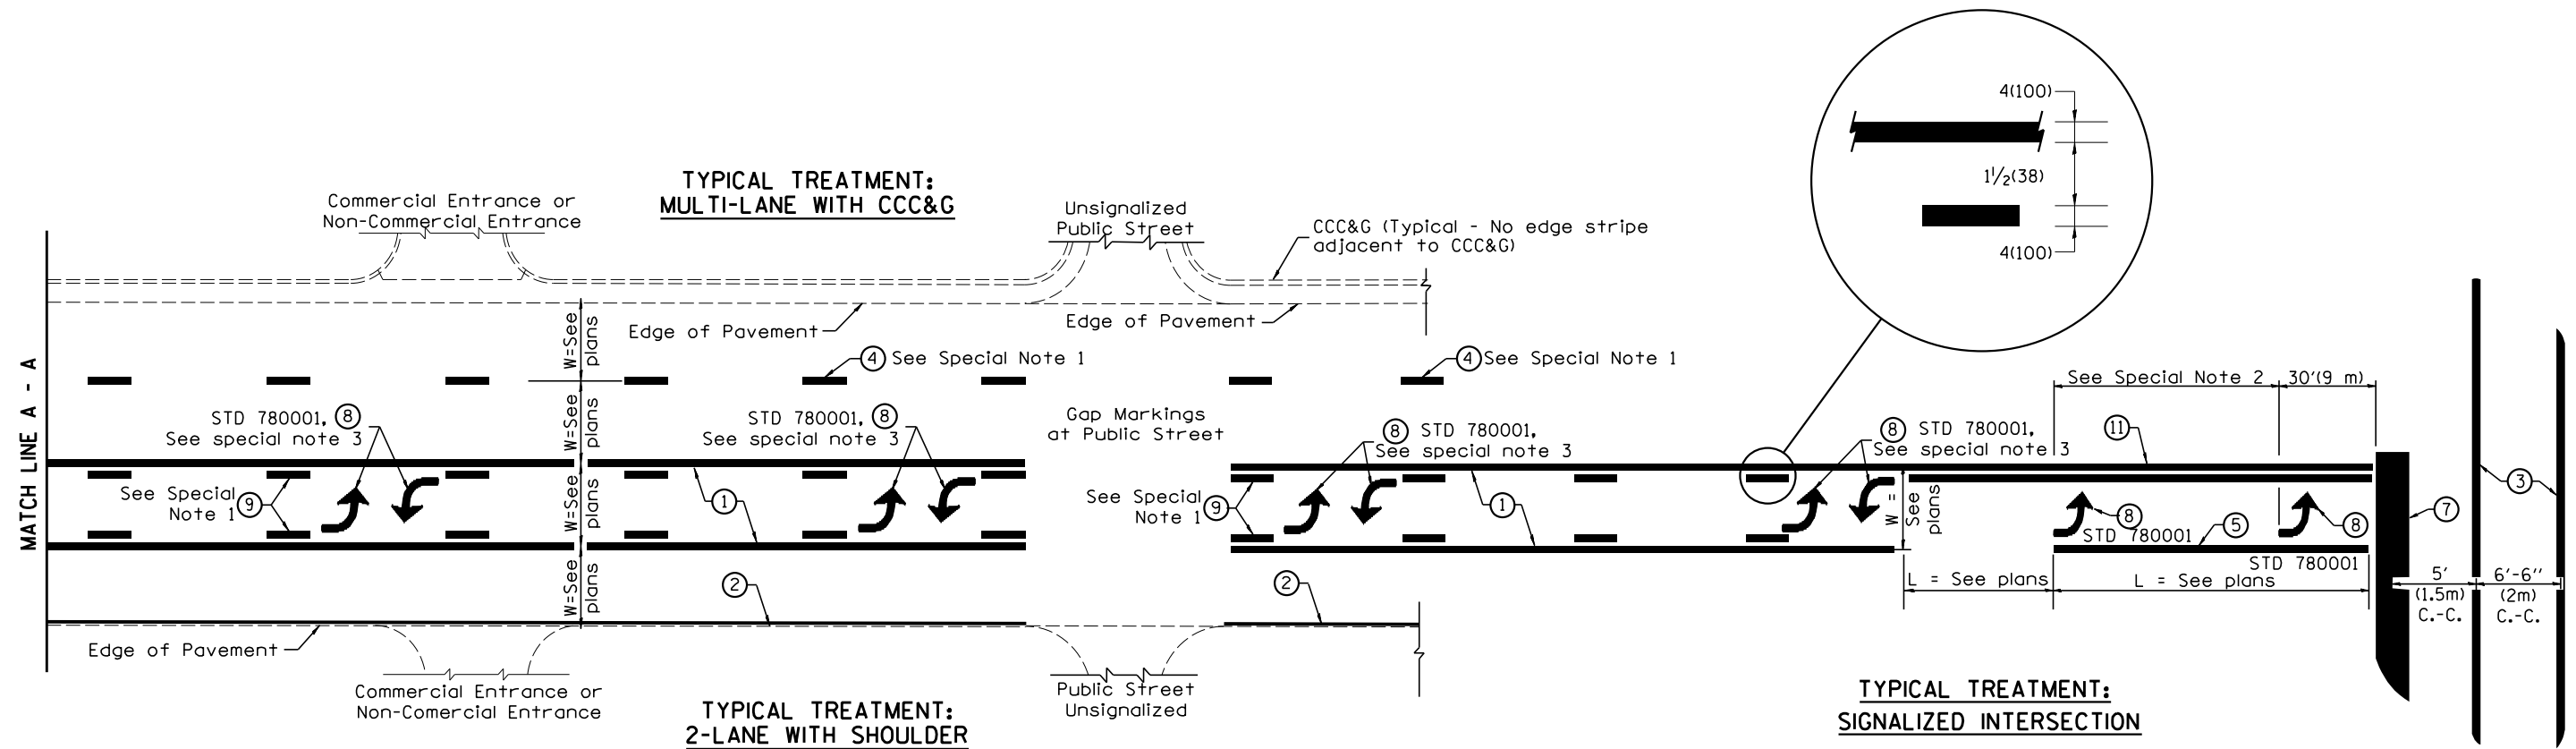 TYPICAL TREATMENT:
MULTI-LANE WITH CCC&G
Commercial Entrance or
Non-Commercial Entrance
Unsignalized
Public Street
CCC&G (Typical - No edge stripe
adjacent to CCC&G)
4(100)
1 1/2(38)
4(100)
Edge of Pavement
Edge of Pavement
MATCH LINE A - A
W=See
plans
4 See Special Note 1
4 See Special Note 1
See Special Note 2
30'(9 m)
STD 780001, 8
See special note 3
W=See
plans
STD 780001, 8
See special note 3
Gap Markings
at Public Street
8 STD 780001,
See special note 3
8 STD 780001,
See special note 3
11
See Special
Note 1
9
1
W=See
plans
See Special
Note 1
9
1
W =
See
plans
8
STD 780001
5
8
STD 780001
7
3
2
W=See
plans
2
L = See plans
L = See plans
5'
(1.5m)
C.-C.
6'-6''
(2m)
C.-C.
Edge of Pavement
Commercial Entrance or
Non-Comercial Entrance
Public Street
Unsignalized
TYPICAL TREATMENT:
2-LANE WITH SHOULDER
TYPICAL TREATMENT:
SIGNALIZED INTERSECTION